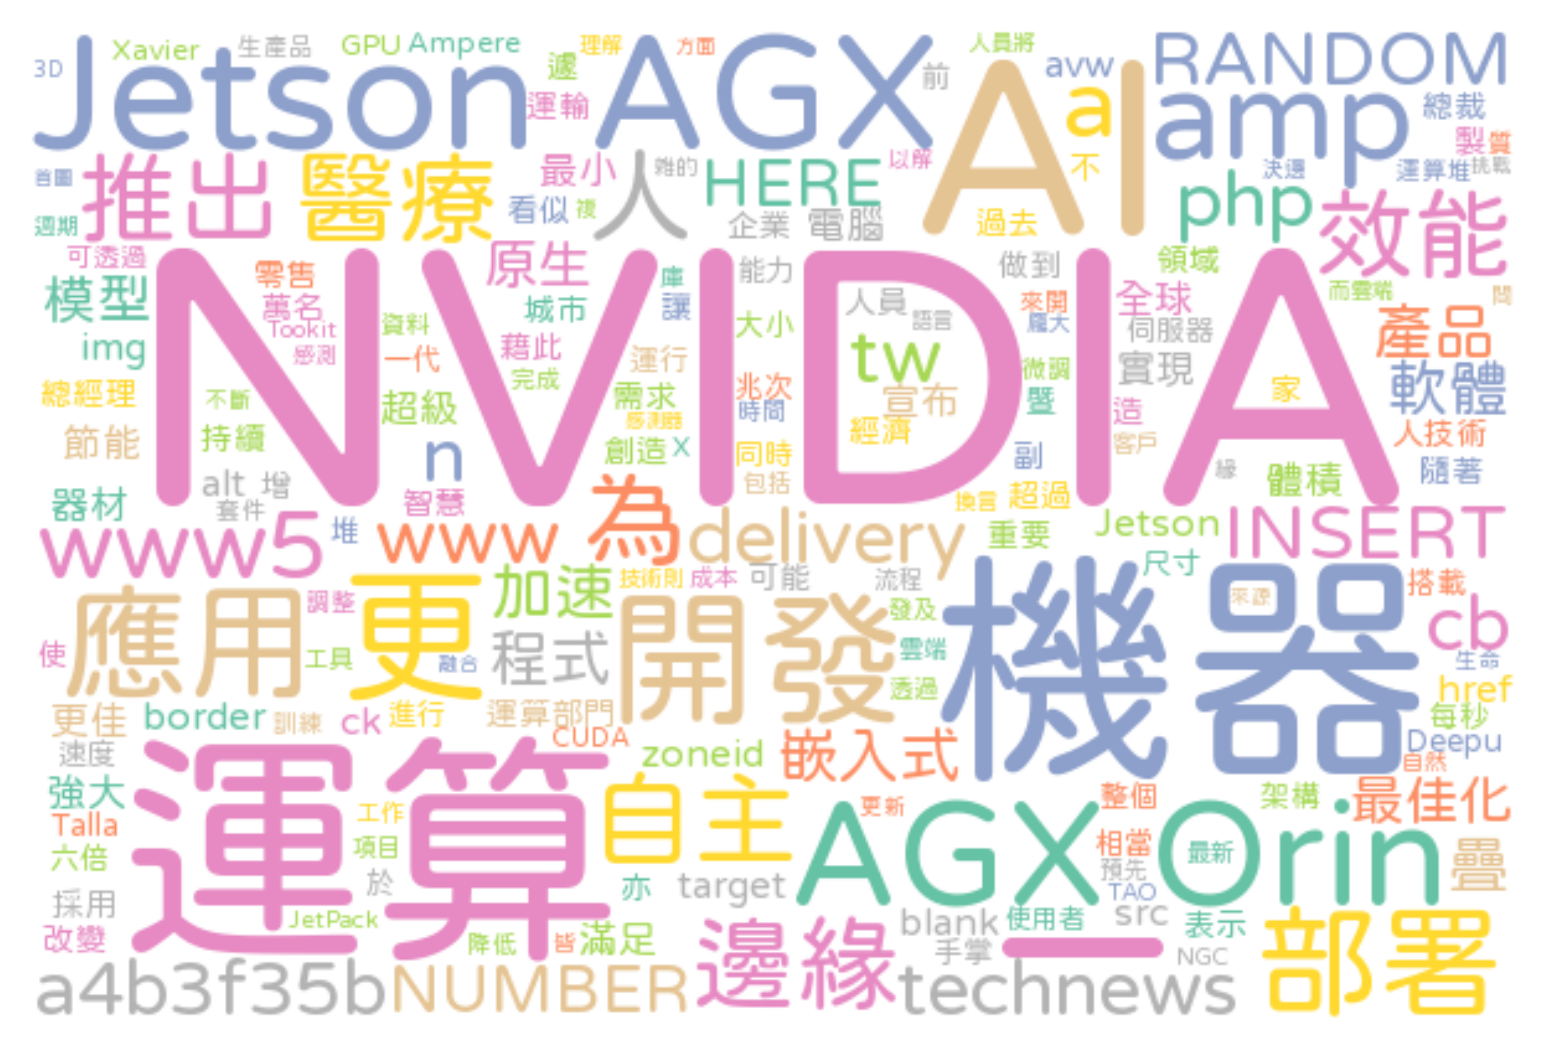 3D Xavier 生產品 GPU Ampere 理解 方面 人員將
Jetson AGX AI a avw RANDOM
遽 運輸 前 amp 總裁
製 質
首圖 推出 醫療 最小 人 雜的 HERE 以解 不 決邊 運算堆 挑戰
週期 看似 複 企業 電腦 過去 php 效能
可透過 零售 原生 庫 能力 做到 領域
模型 萬名 城市 讓 人員 來開 全球 而雲端 問
NVIDIA
Tookit 資料 大小 語言 龐大 伺服器 產品
img 感測 一代 藉此 運行 tw 微調 實現
總經理 不斷 超級 完成 需求 兆次 宣布 暨 造 家 軟體
節能 持續 感測器 時間 經濟 客戶 人技術
n 創造 X 同時 副
器材 alt 增 包括 緣 體積 隨著
套件 智慧 為 換言 超過
www5 堆 www delivery 重要 Jetson INSERT
應用 調整 更 加速 技術則 成本 可能 流程 尺寸 機器 來源 搭載
使 工具 融合 程式 開發 發及 雲端 cb 生命
更佳 border 訓練 ck 進行 運算部門 透過 href 每秒
速度 CUDA zoneid 嵌入式 Deepu 自然
強大 運算 自主 整個 架構 最佳化
Talla 工作 更新 AGX Orin 相當 最新
六倍 項目 預先 疊
採用 於 亦 target TAO
改變 JetPack 降低 皆 滿足 邊緣 blank 使用者 src 表示 部署
手掌 一 NGC
a4b3f35b NUMBER technews